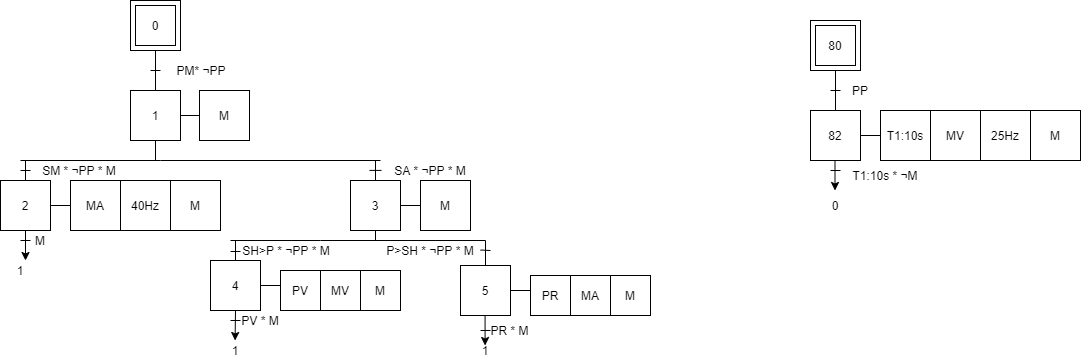 0
PM* ¬PP
1
M
SM * ¬PP * M
SA * ¬PP * M
2
MA
40Hz
M
3
M
M
1
SH>P * ¬PP * M
P>SH * ¬PP * M
4
PV
MV
M
5
PR
MA
M
PV * M
1
PR * M
1
80
PP
82
T1:10s
MV
25Hz
M
T1:10s * ¬M
0